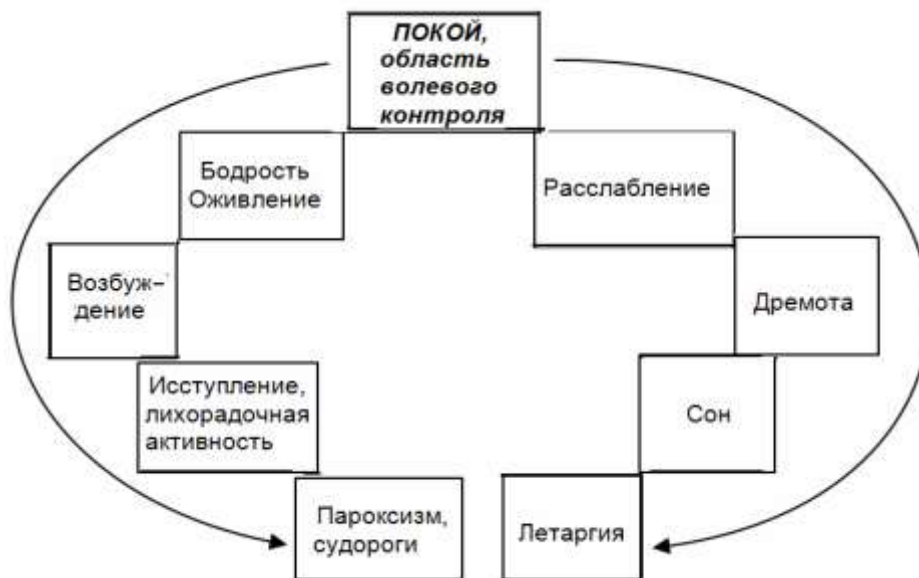 ПОКОЙ,
область
волевого
контроля
Бодрость
Оживление
Расслабление
Возбуж–
дение
Дремота
Исступление,
лихорадочная
активность
Сон
Пароксизм,
судороги
Летаргия